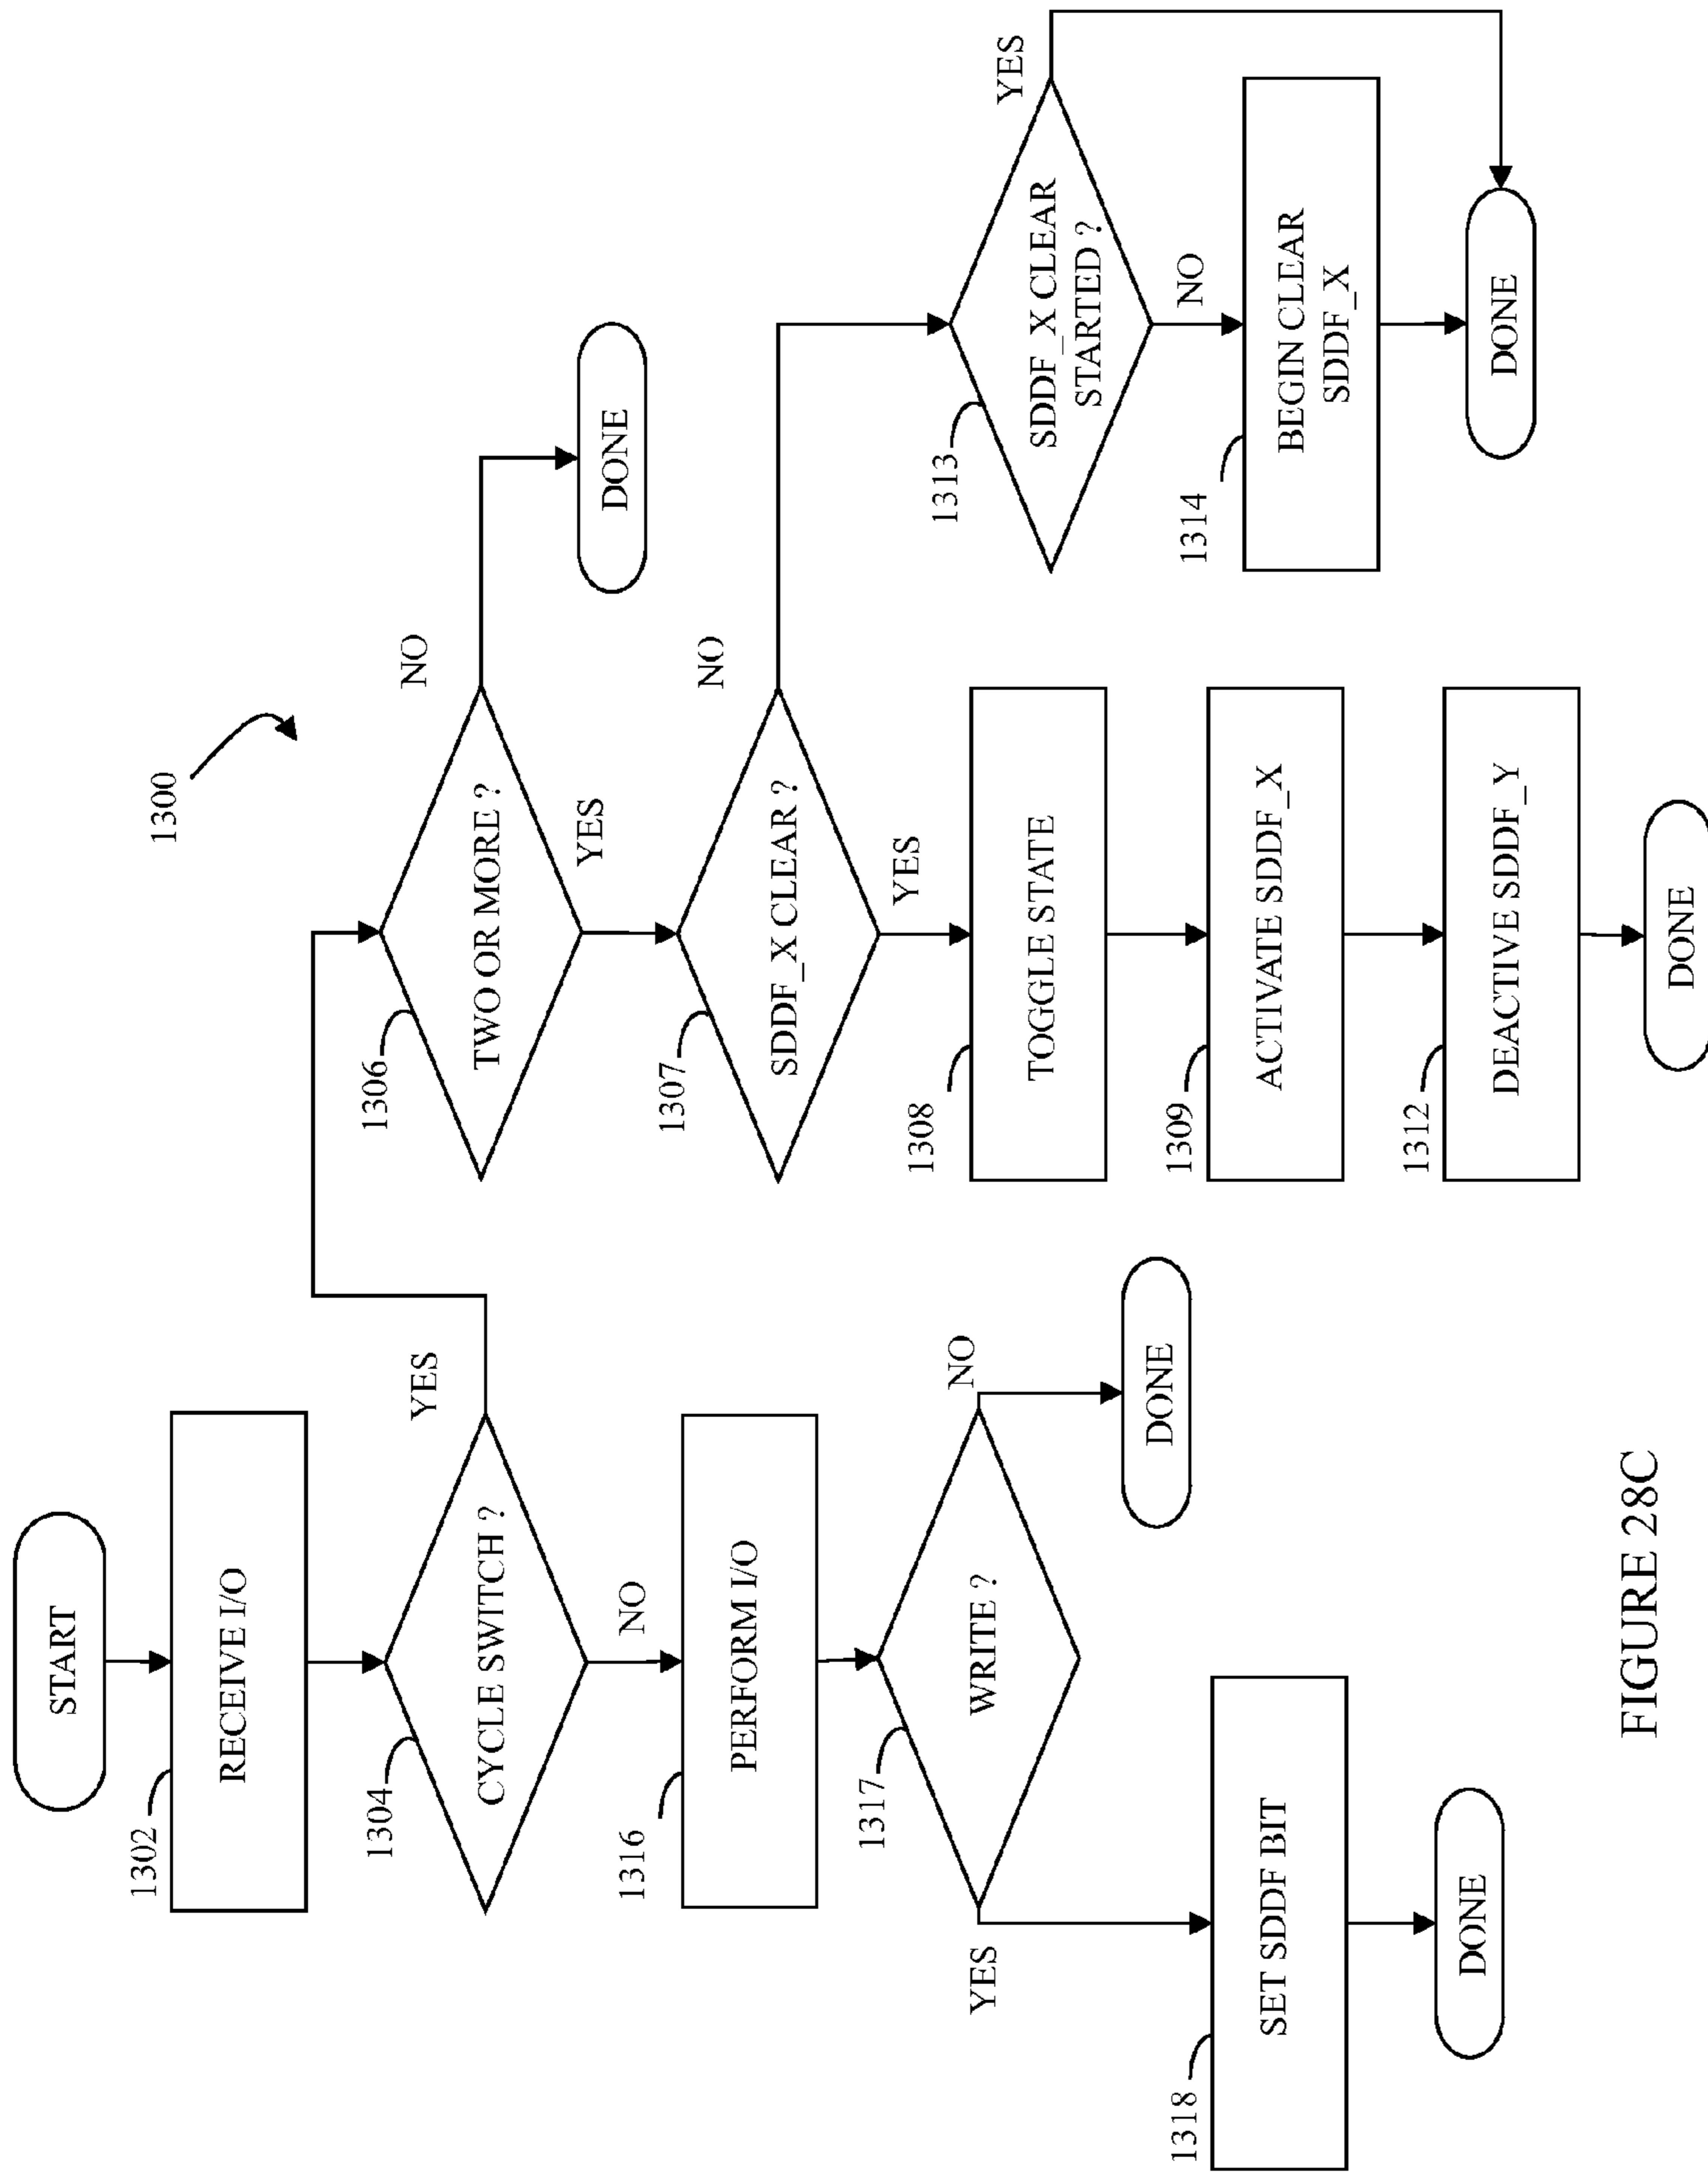 1300
START
1302
RECEIVE I/O
1304
CYCLE SWITCH ?
YES
NO
1316
PERFORM I/O
1317
WRITE ?
YES
NO
DONE
1318
SET SDDF BIT
DONE
1306
TWO OR MORE ?
NO
DONE
YES
1307
SDDF_X CLEAR ?
NO
YES
1308
TOGGLE STATE
1309
ACTIVATE SDDF_X
1312
DEACTIVE SDDF_Y
DONE
1313
SDDF_X CLEAR
STARTED ?
YES
NO
1314
BEGIN CLEAR
SDDF_X
DONE
FIGURE 28C